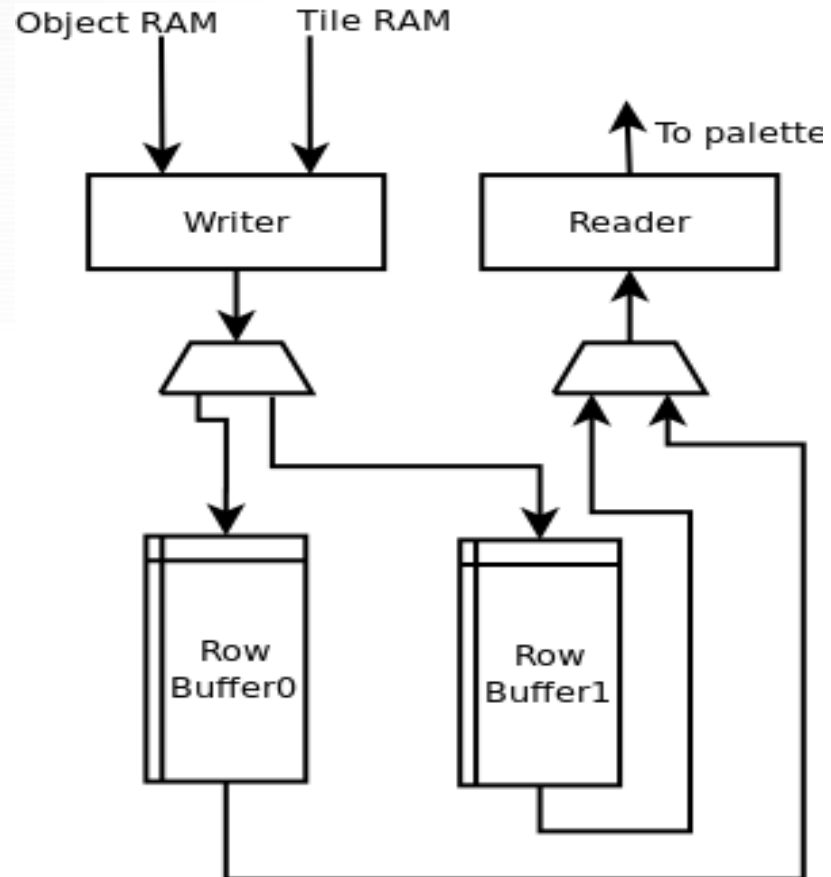 Object RAM
Tile RAM
To palette
Writer
Reader
Row
Buffer0
Row
Buffer1